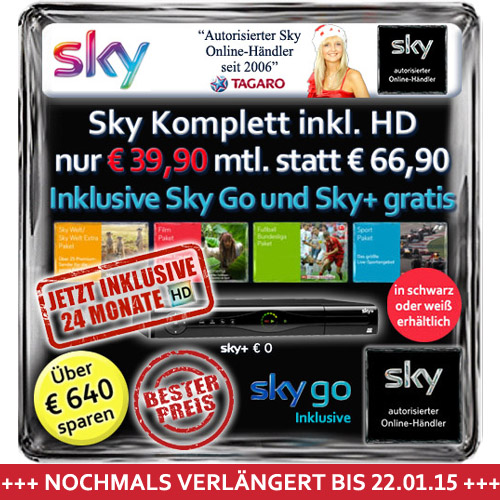 sky
“Autorisierter Sky
Online-Händler
seit 2006”
TAGARO
sky
autorisierter
Online-Händler
Sky Komplett inkl. HD
nur € 39,90 mtl. statt € 66,90
Inklusive Sky Go und Sky+ gratis
Sky Welt/
Sky Welt Extra
Paket
Film
Paket
Fußball
Bundesliga
Paket
Sport
Paket
JETZT INKLUSIVE
24 MONATE HD
in schwarz
oder weiß
erhältlich
sky+
sky+ € 0
Über
€ 640
sparen
BESTER
PREIS
sky go
Inklusive
sky
autorisierter
Online-Händler
+++ NOCHMALS VERLÄNGERT BIS 22.01.15 +++